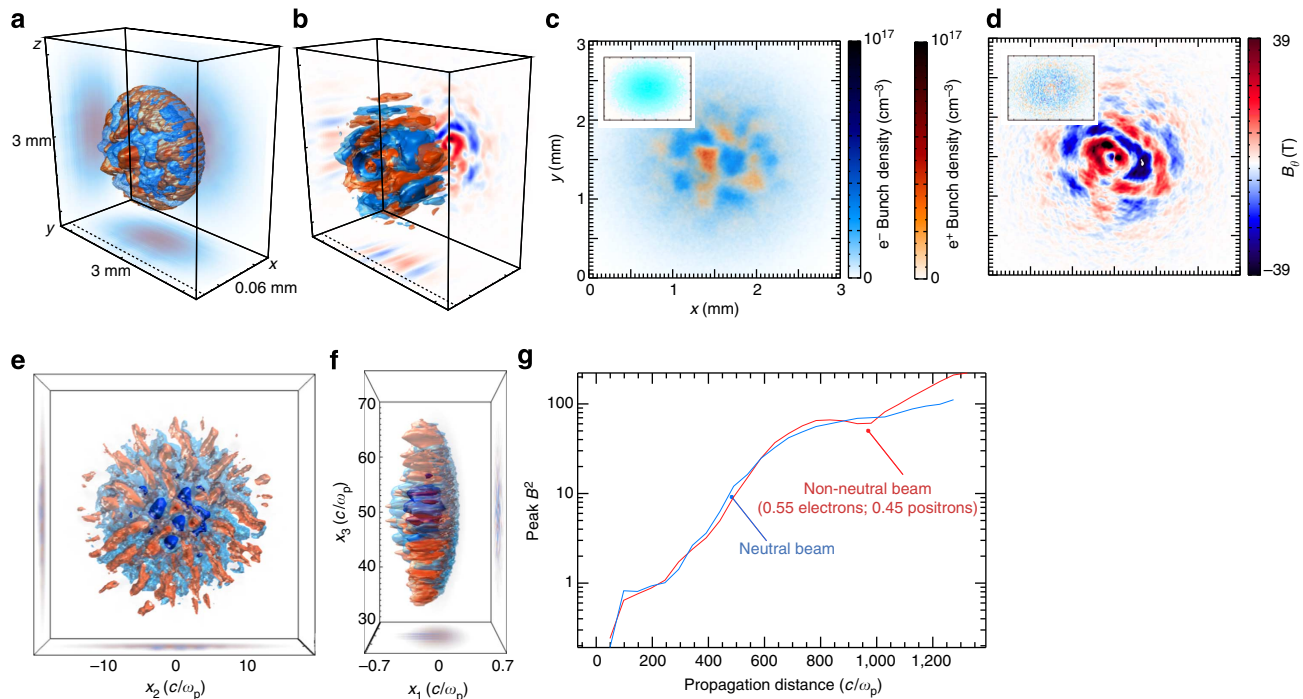 a
z
3 mm
y
3 mm
x
0.06 mm
b
c
3
2
1
0
y (mm)
0
1
2
3
x (mm)
10¹⁷
e⁻ Bunch density (cm⁻³)
0
10¹⁷
e⁺ Bunch density (cm⁻³)
0
d
39
B_θ (T)
−39
e
−10
0
10
x₂ (c/ω_p)
f
70
60
50
40
30
x₃ (c/ω_p)
−0.7
0
0.7
x₁ (c/ω_p)
g
100
10
1
Peak B²
Non-neutral beam
(0.55 electrons; 0.45 positrons)
Neutral beam
0
200
400
600
800
1,000
1,200
Propagation distance (c/ω_p)